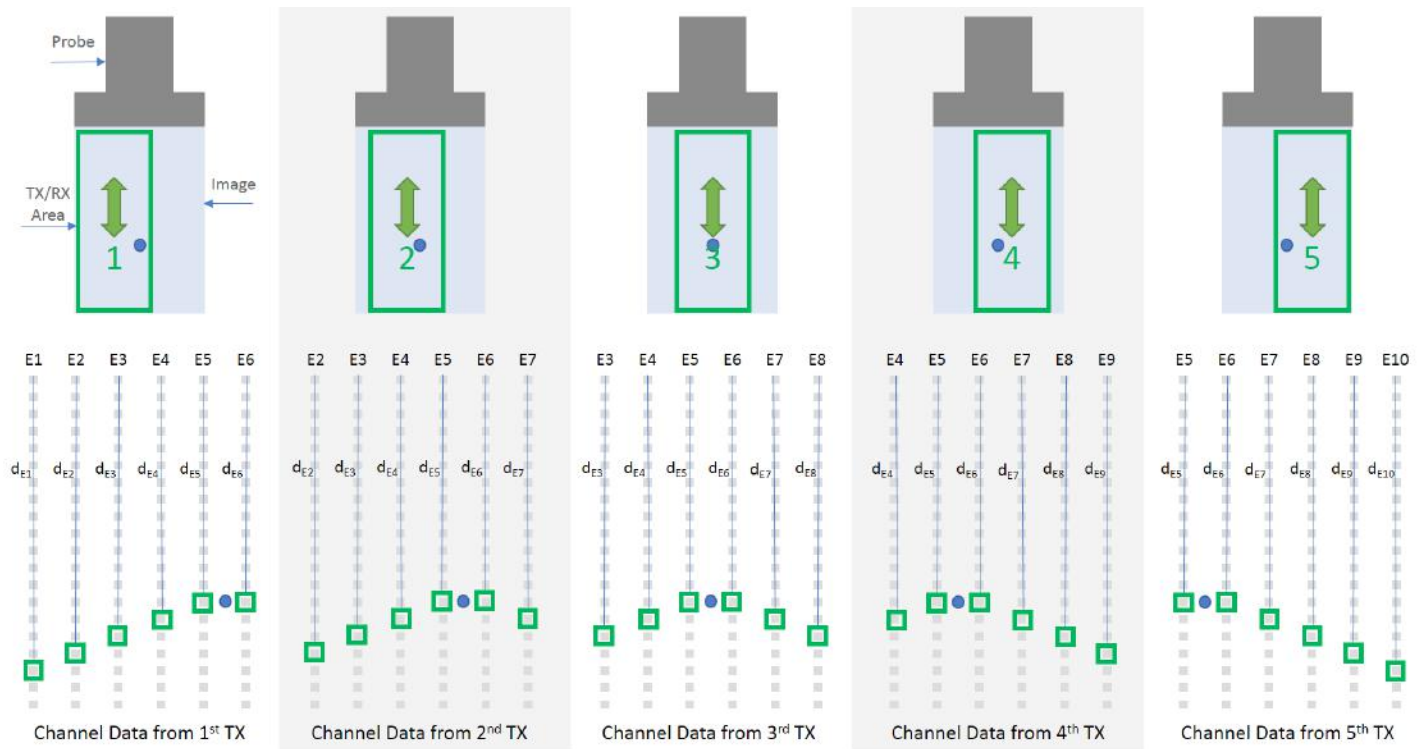 Probe
TX/RX
Area
Image
1
2
3
4
5
E1 E2 E3 E4 E5 E6
E2 E3 E4 E5 E6 E7
E3 E4 E5 E6 E7 E8
E4 E5 E6 E7 E8 E9
E5 E6 E7 E8 E9 E10
dE1 dE2 dE3 dE4 dE5 dE6
dE2 dE3 dE4 dE5 dE6 dE7
dE3 dE4 dE5 dE6 dE7 dE8
dE4 dE5 dE6 dE7 dE8 dE9
dE5 dE6 dE7 dE8 dE9 dE10
Channel Data from 1st TX
Channel Data from 2nd TX
Channel Data from 3rd TX
Channel Data from 4th TX
Channel Data from 5th TX